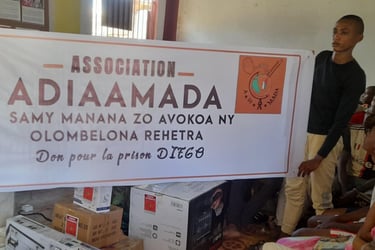 ASSOCIATION
ADIAAMADA
SAMY MANANA ZO AVOKOA NY
OLOMBELONA REHETRA
Don pour la prison DIEGO